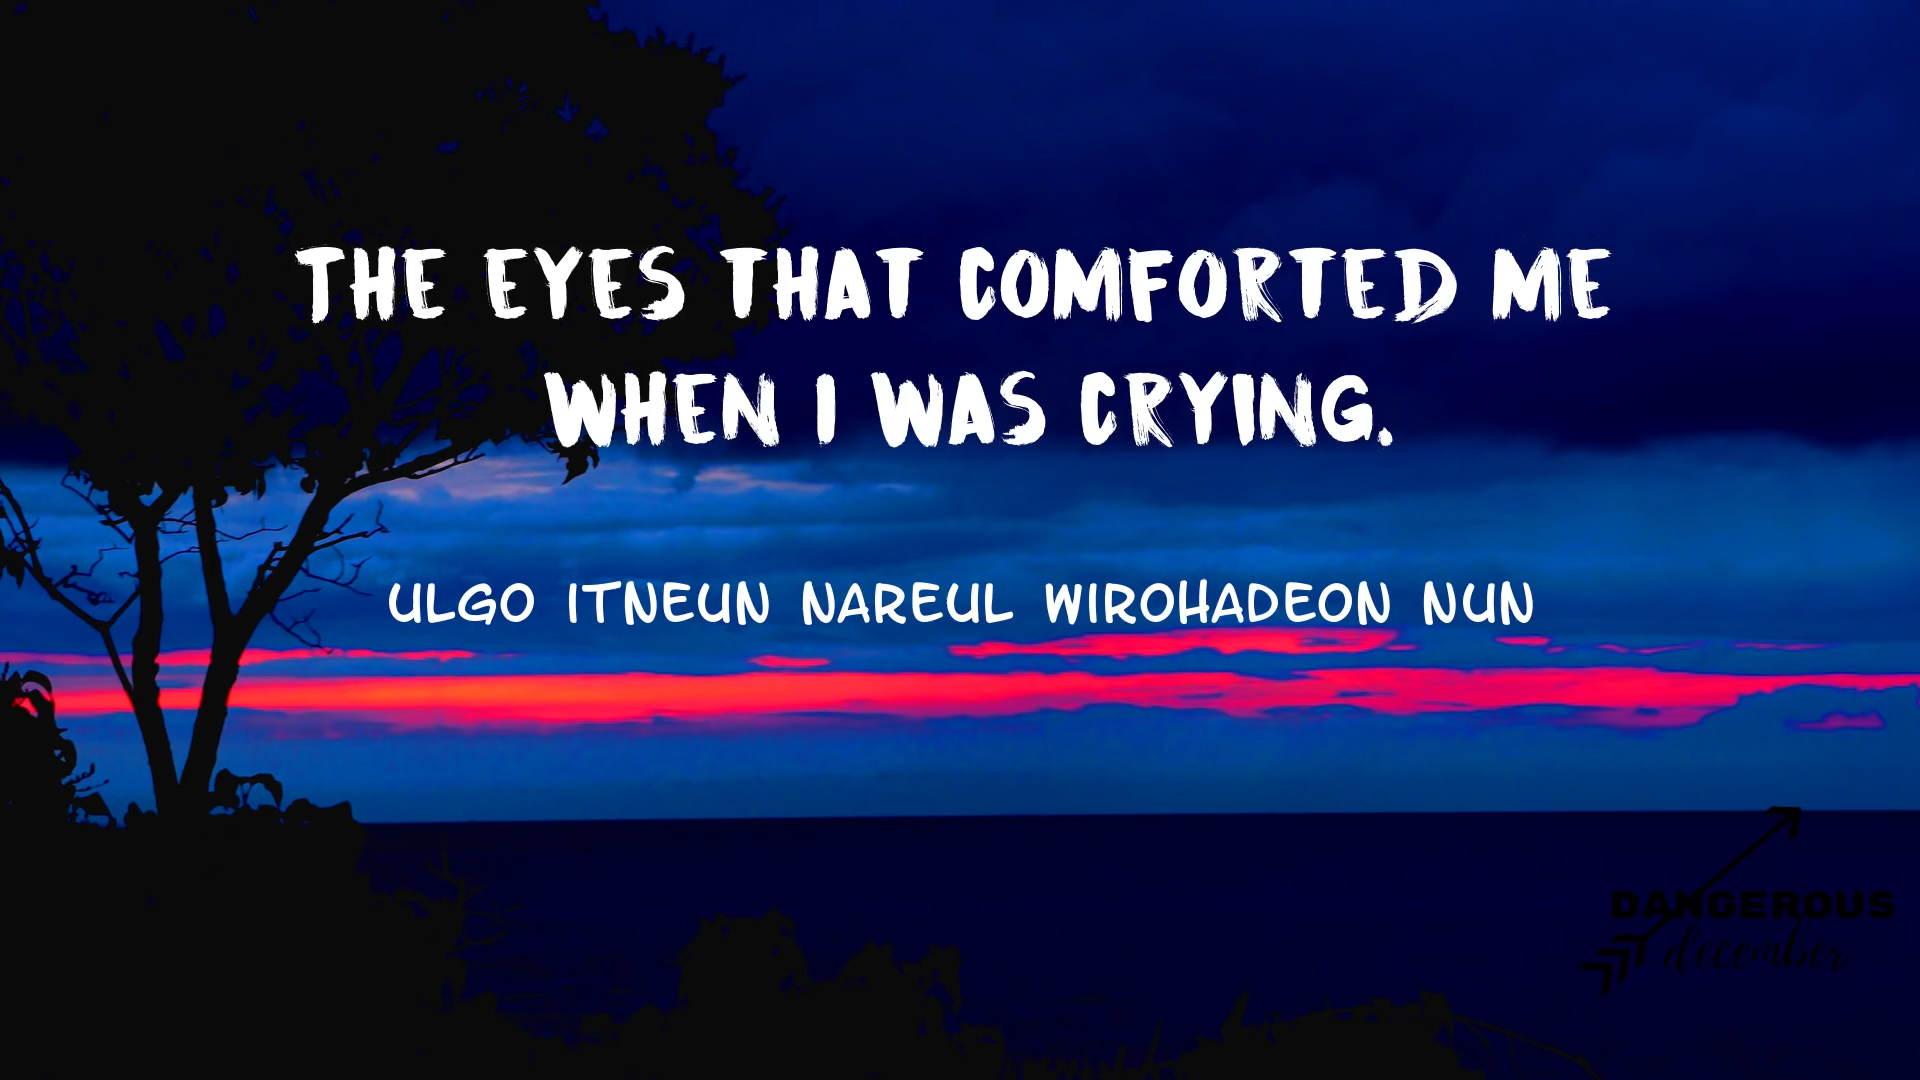 THE EYES THAT COMFORTED ME
WHEN I WAS CRYING.
ULGO ITNEUN NAREUL WIROHADEON NUN
DANGEROUS
december